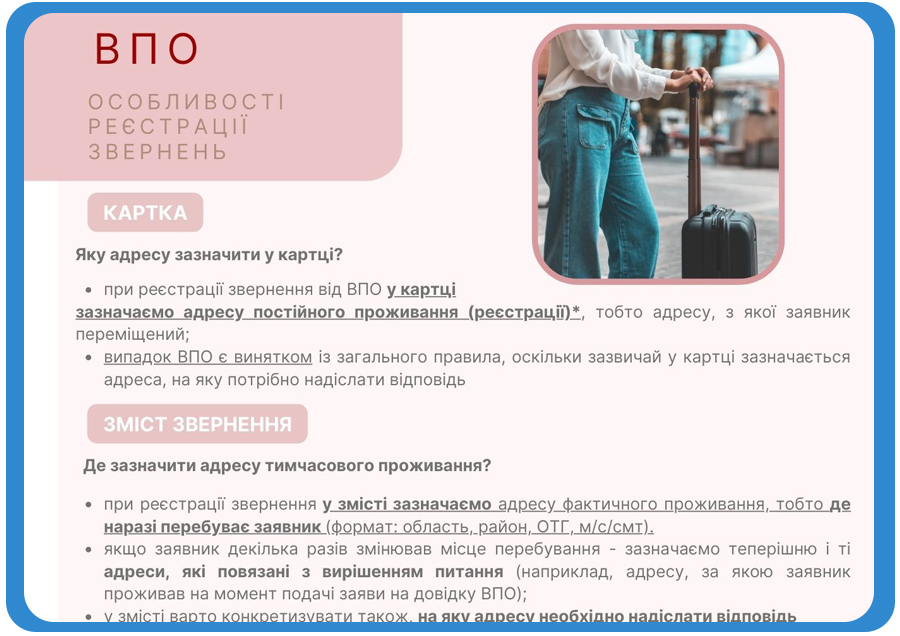 ВПО
ОСОБЛИВОСТІ
РЕЄСТРАЦІЇ
ЗВЕРНЕНЬ
КАРТКА
Яку адресу зазначити у картці?
• при реєстрації звернення від ВПО у картці
зазначаємо адресу постійного проживання (реєстрації)*, тобто адресу, з якої заявник
переміщений;
• випадок ВПО є винятком із загального правила, оскільки зазвичай у картці зазначається
адреса, на яку потрібно надіслати відповідь
ЗМІСТ ЗВЕРНЕННЯ
Де зазначити адресу тимчасового проживання?
• при реєстрації звернення у змісті зазначаємо адресу фактичного проживання, тобто де
наразі перебуває заявник (формат: область, район, ОТГ, м/с/смт).
• якщо заявник декілька разів змінював місце перебування - зазначаємо теперішню і ті
адреси, які повязані з вирішенням питання (наприклад, адресу, за якою заявник
проживав на момент подачі заяви на довідку ВПО);
• у змісті варто конкретизувати також, на яку адресу необхідно надіслати відповідь